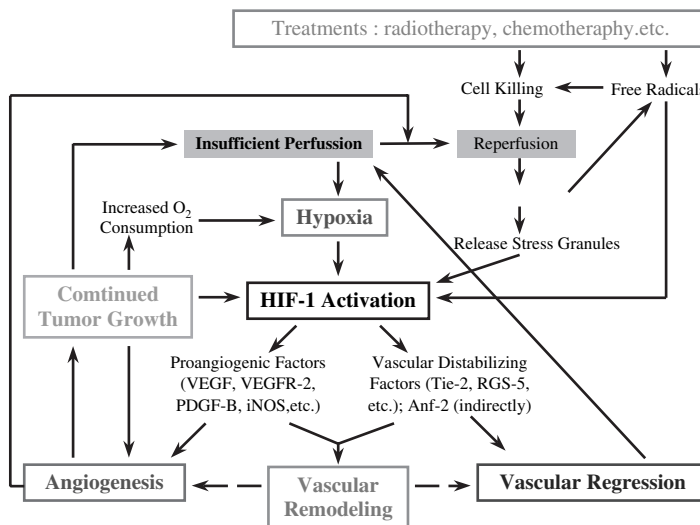 Treatments : radiotherapy, chemotheraphy.etc.
Cell Killing
Free Radicals
Insufficient Perfussion
Reperfusion
Increased O₂
Consumption
Hypoxia
Release Stress Granules
Comtinued
Tumor Growth
HIF-1 Activation
Proangiogenic Factors
(VEGF, VEGFR-2,
PDGF-B, iNOS,etc.)
Vascular Distabilizing
Factors (Tie-2, RGS-5,
etc.); Anf-2 (indirectly)
Angiogenesis
Vascular
Remodeling
Vascular Regression